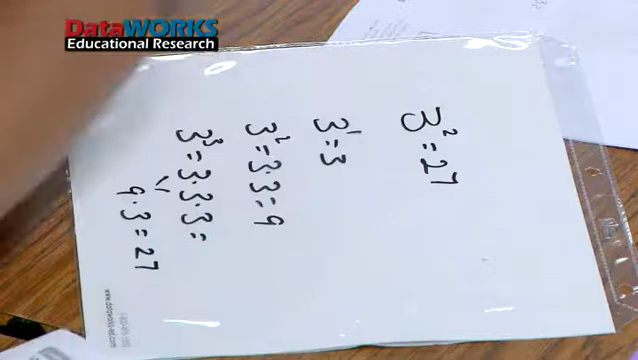 DataWORKS
Educational Research
3² = 27
3¹ = 3
3² = 3·3 = 9
3³ = 3·3·3 =
9·3 = 27